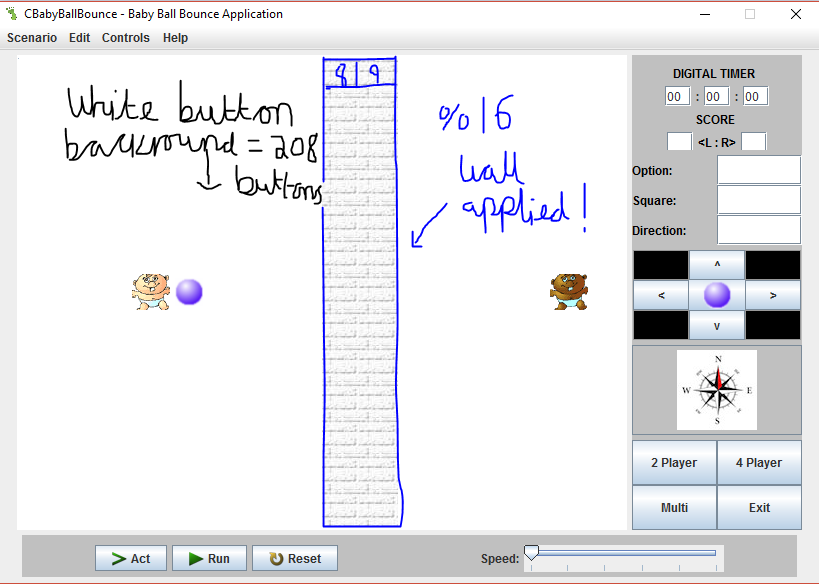 CBabyBallBounce - Baby Ball Bounce Application
Scenario Edit Controls Help
8 9
White button
backround = 208
buttons
% 16
wall
applied!
DIGITAL TIMER
00 : 00 : 00
SCORE
<L : R>
Option:
Square:
Direction:
^
< >
v
N
W E
S
2 Player 4 Player
Multi Exit
Act Run Reset Speed: